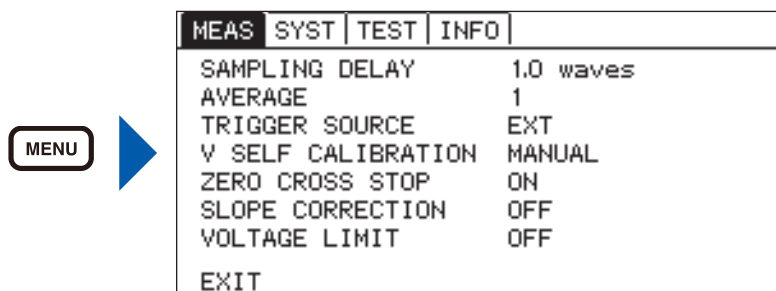 MEAS SYST TEST INFO
SAMPLING DELAY 1.0 waves
AVERAGE 1
TRIGGER SOURCE EXT
MENU
V SELF CALIBRATION MANUAL
ZERO CROSS STOP ON
SLOPE CORRECTION OFF
VOLTAGE LIMIT OFF
EXIT